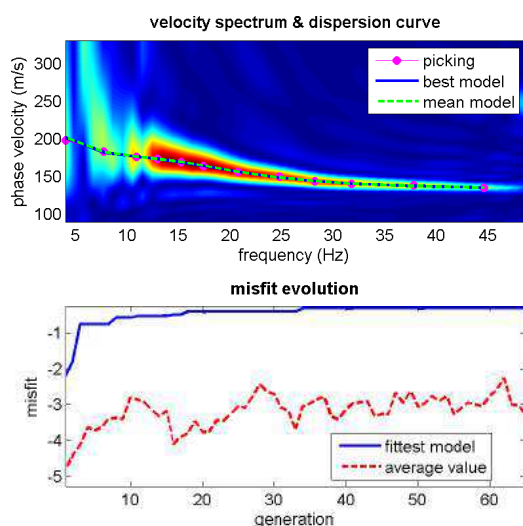 velocity spectrum & dispersion curve
phase velocity (m/s)
300
250
200
150
100
picking
best model
mean model
5 10 15 20 25 30 35 40 45
frequency (Hz)
misfit evolution
misfit
-1
-2
-3
-4
-5
fittest model
average value
10 20 30 40 50 60
generation